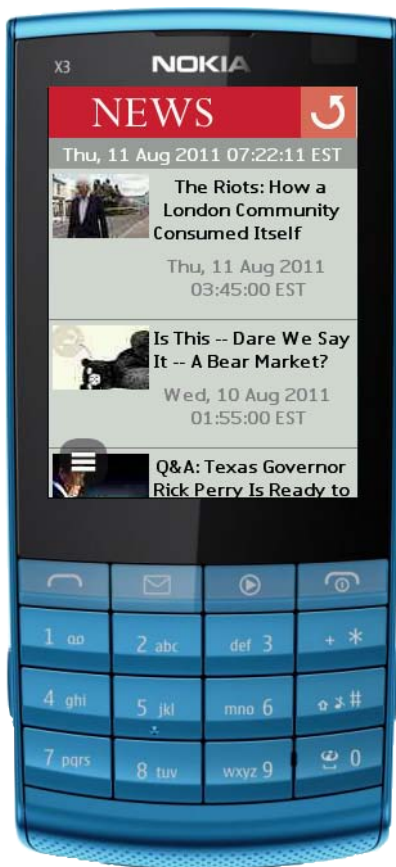 X3 NOKIA
NEWS
Thu, 11 Aug 2011 07:22:11 EST
The Riots: How a
London Community
Consumed Itself
Thu, 11 Aug 2011
03:45:00 EST
Is This -- Dare We Say
It -- A Bear Market?
Wed, 10 Aug 2011
01:55:00 EST
Q&A: Texas Governor
Rick Perry Is Ready to
1 2 abc def 3 + *
4 ghi 5 jkl mno 6 #
7 pqrs 8 tuv wxyz 9 0